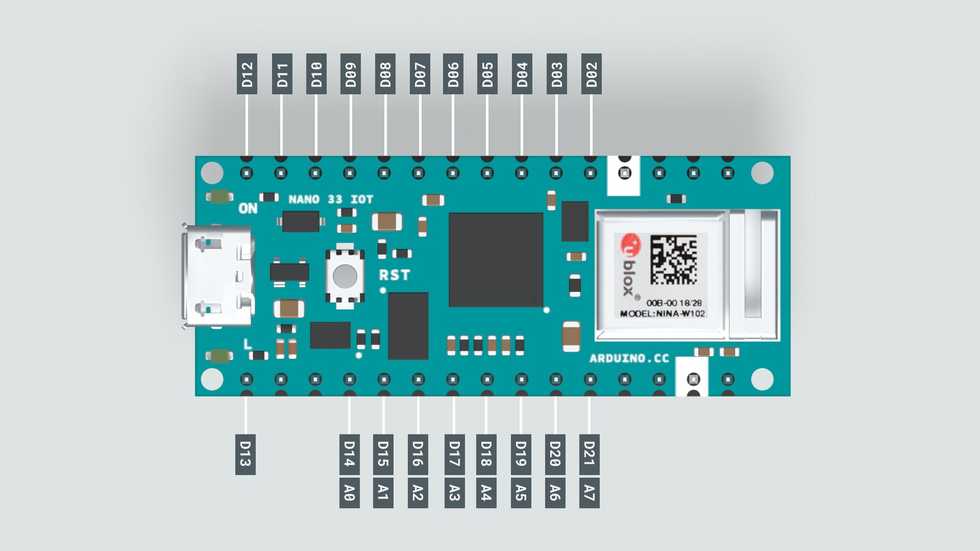 D12
D11
D10
D09
D08
D07
D06
D05
D04
D03
D02
NANO 33 IOT
ON
RST
ublox
00B-00 18/28
MODEL:NINA-W102
L
ARDUINO.CC
D13
D14
D15
D16
D17
D18
D19
D20
D21
A0
A1
A2
A3
A4
A5
A6
A7